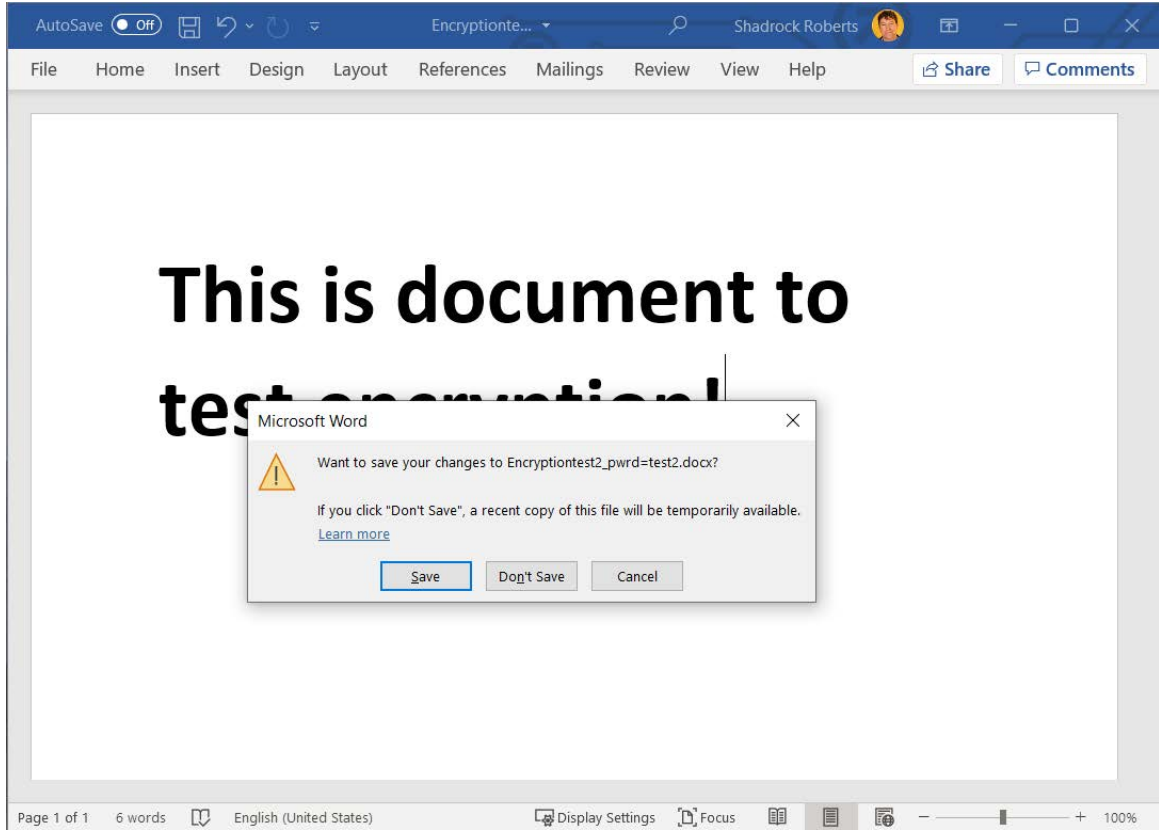 AutoSave Off Encryptionte... Shadrock Roberts
File Home Insert Design Layout References Mailings Review View Help Share Comments
This is document to
test encryption!
Microsoft Word
Want to save your changes to Encryptiontest2_pwrd=test2.docx?
If you click "Don't Save", a recent copy of this file will be temporarily available.
Learn more
Save Don't Save Cancel
Page 1 of 1 6 words English (United States) Display Settings Focus 100%